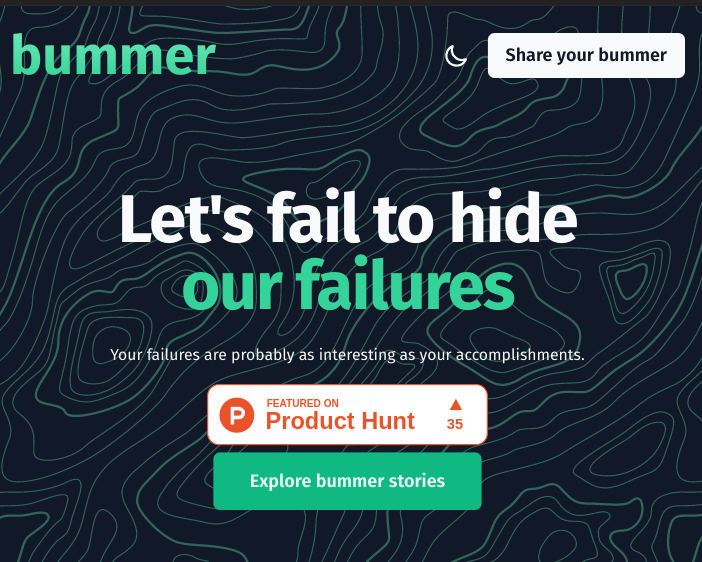 bummer
Share your bummer
Let's fail to hide
our failures
Your failures are probably as interesting as your accomplishments.
FEATURED ON
Product Hunt
35
Explore bummer stories